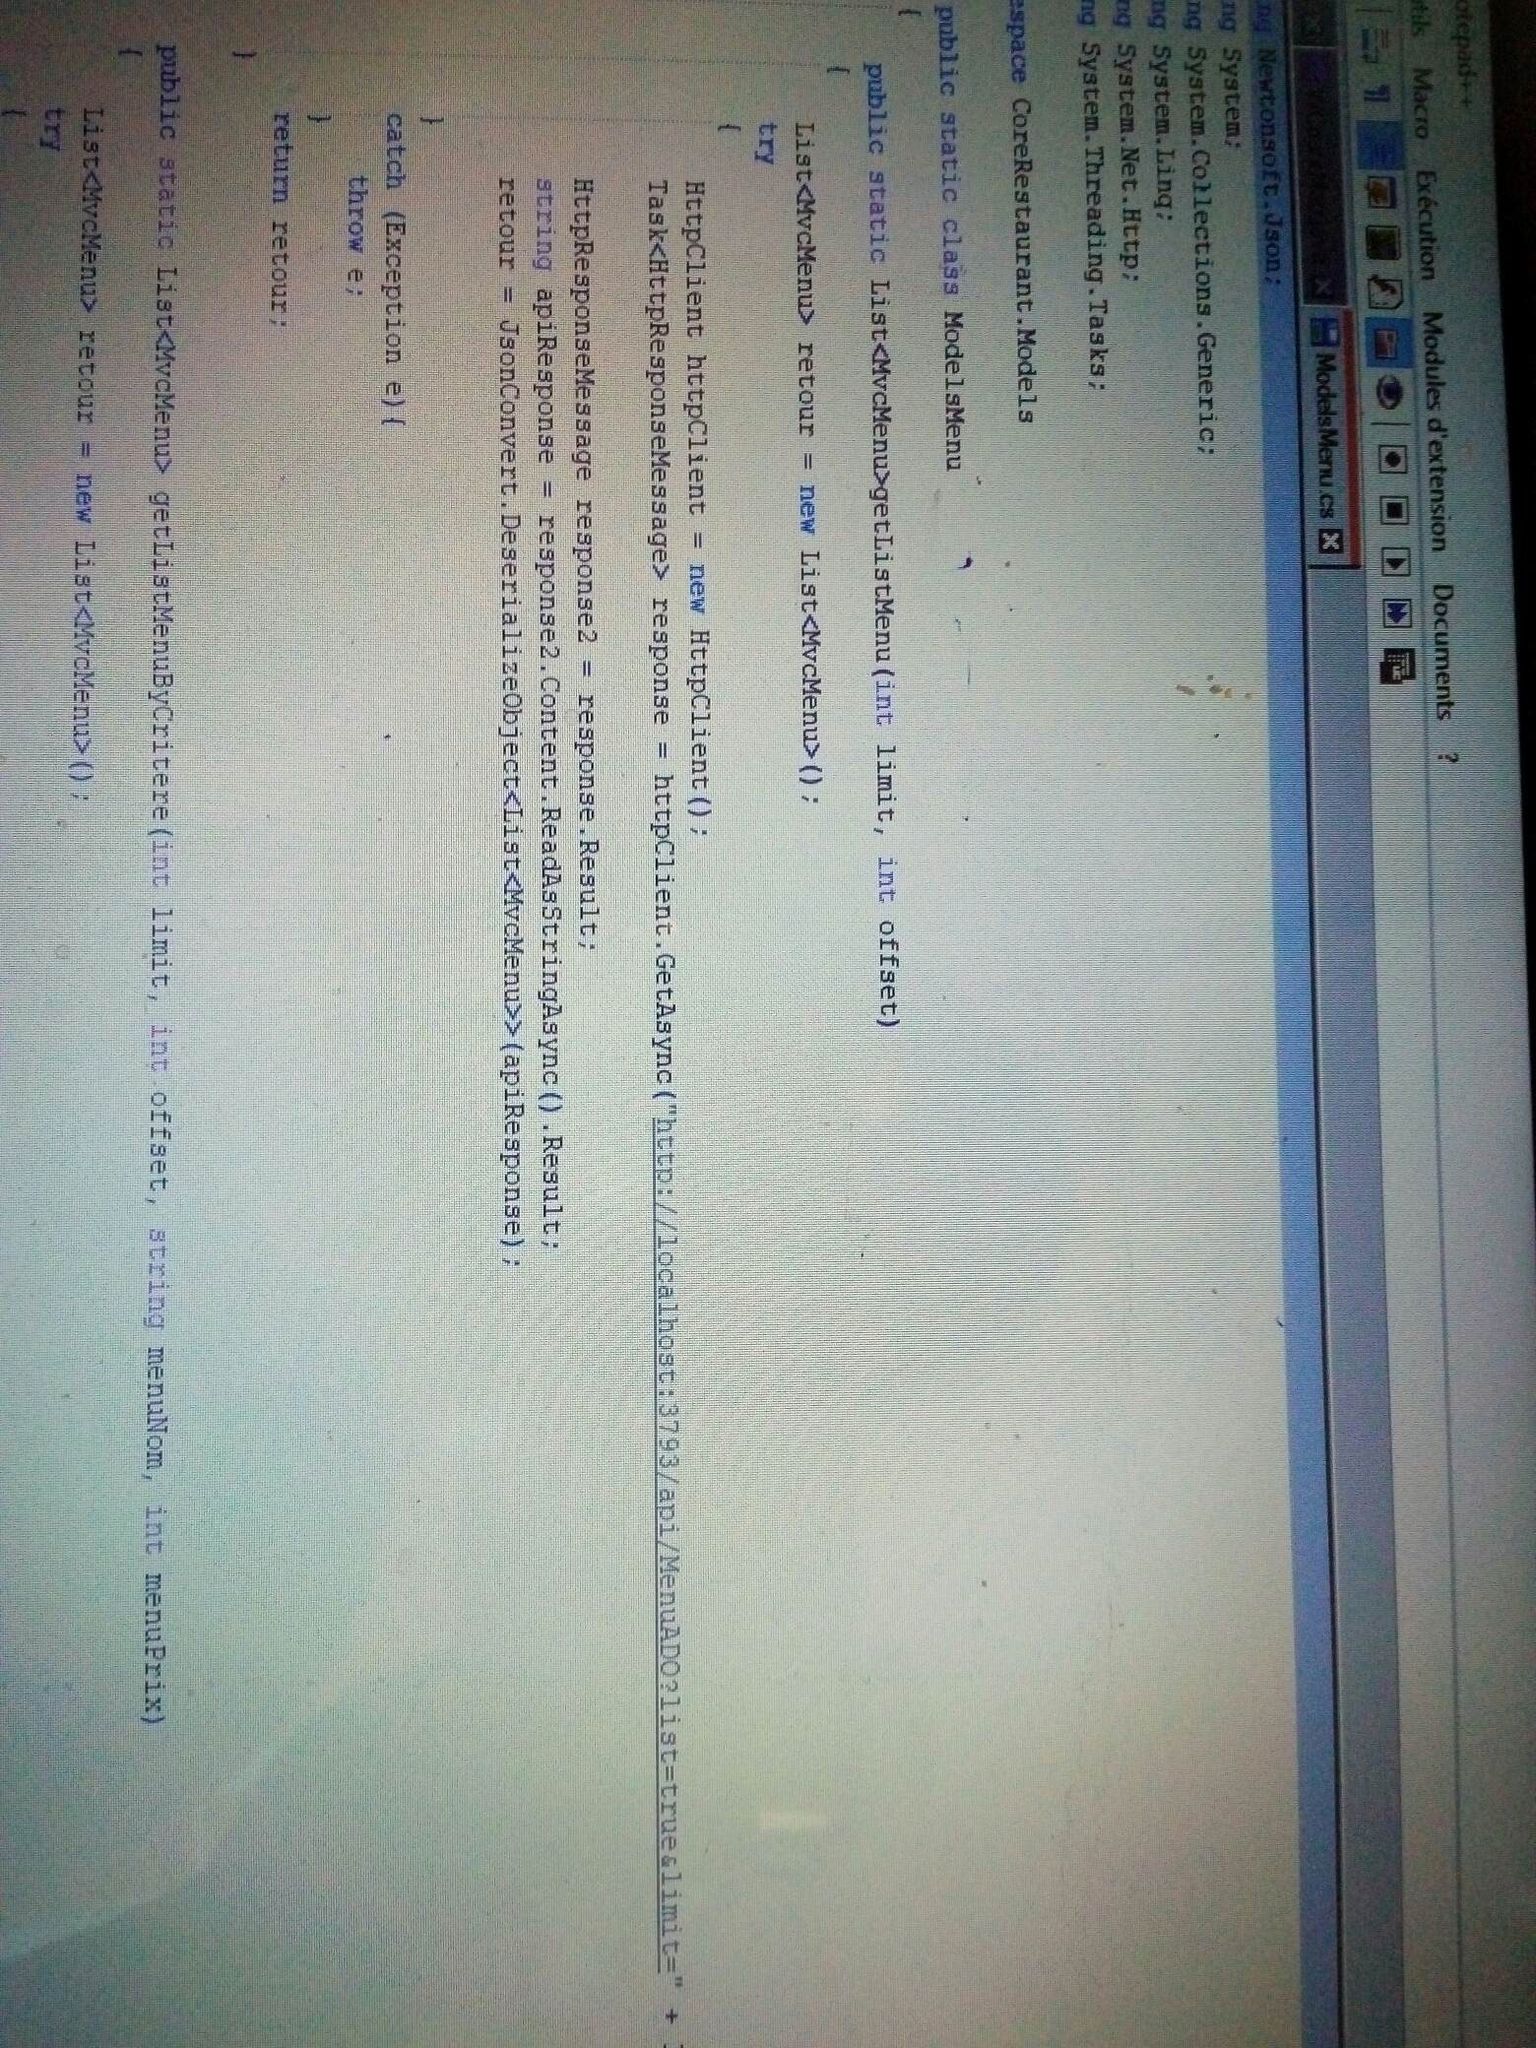 otepad++
tils Macro Exécution Modules d'extension Documents ?
ModelsMenu.cs
ng Newtonsoft.Json;
ng System;
ng System.Collections.Generic;
ng System.Linq;
ng System.Net.Http;
ng System.Threading.Tasks;
espace CoreRestaurant.Models
public static class ModelsMenu
{
public static List<MvcMenu>getListMenu(int limit, int offset)
{
List<MvcMenu> retour = new List<MvcMenu>();
try
{
HttpClient httpClient = new HttpClient();
Task<HttpResponseMessage> response = httpClient.GetAsync("http://localhost:3793/api/MenuADO?list=true&limit=" +
HttpResponseMessage response2 = response.Result;
string apiResponse = response2.Content.ReadAsStringAsync().Result;
retour = JsonConvert.DeserializeObject<List<MvcMenu>>(apiResponse);
}
catch (Exception e){
throw e;
}
return retour;
}
public static List<MvcMenu> getListMenuByCritere(int limit, int offset, string menuNom, int menuPrix)
{
List<MvcMenu> retour = new List<MvcMenu>();
try
{